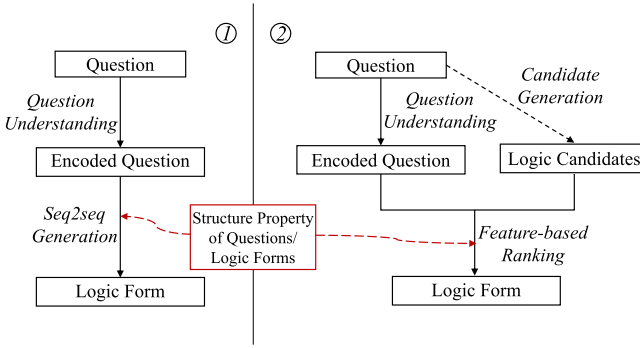 1
Question
Question
Understanding
Encoded Question
Seq2seq
Generation
Logic Form
Structure Property
of Questions/
Logic Forms
2
Question
Candidate
Generation
Question
Understanding
Encoded Question
Logic Candidates
Feature-based
Ranking
Logic Form